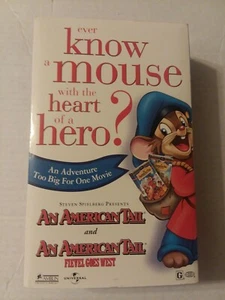 ever
know
a mouse
with the
heart
of a
hero?
An Adventure
Too Big For One Movie
STEVEN SPIELBERG PRESENTS
AN AMERICAN TAIL
and
AN AMERICAN TAIL
FIEVEL GOES WEST
UNIVERSAL
G